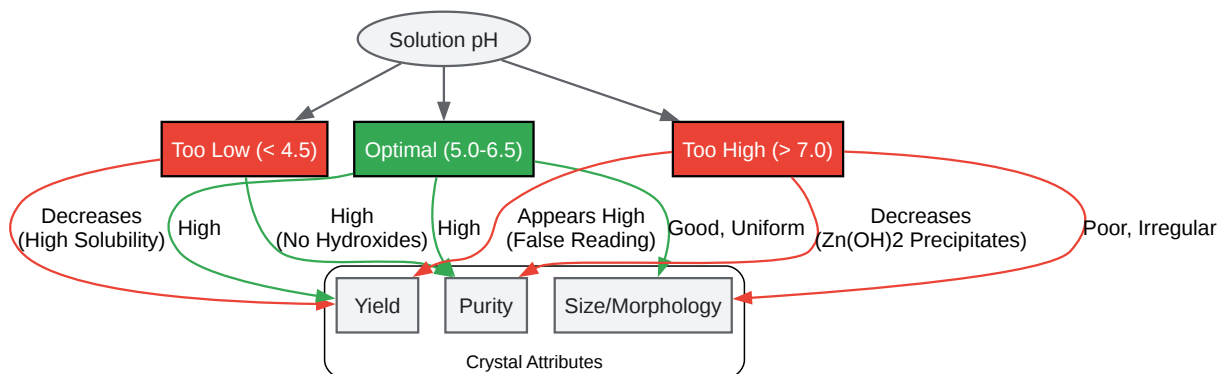 Solution pH
Too Low (< 4.5)
Optimal (5.0-6.5)
Too High (> 7.0)
Decreases
(High Solubility)
High
High
(No Hydroxides)
High
Appears High
(False Reading)
Good, Uniform
Decreases
(Zn(OH)2 Precipitates)
Poor, Irregular
Yield
Purity
Size/Morphology
Crystal Attributes